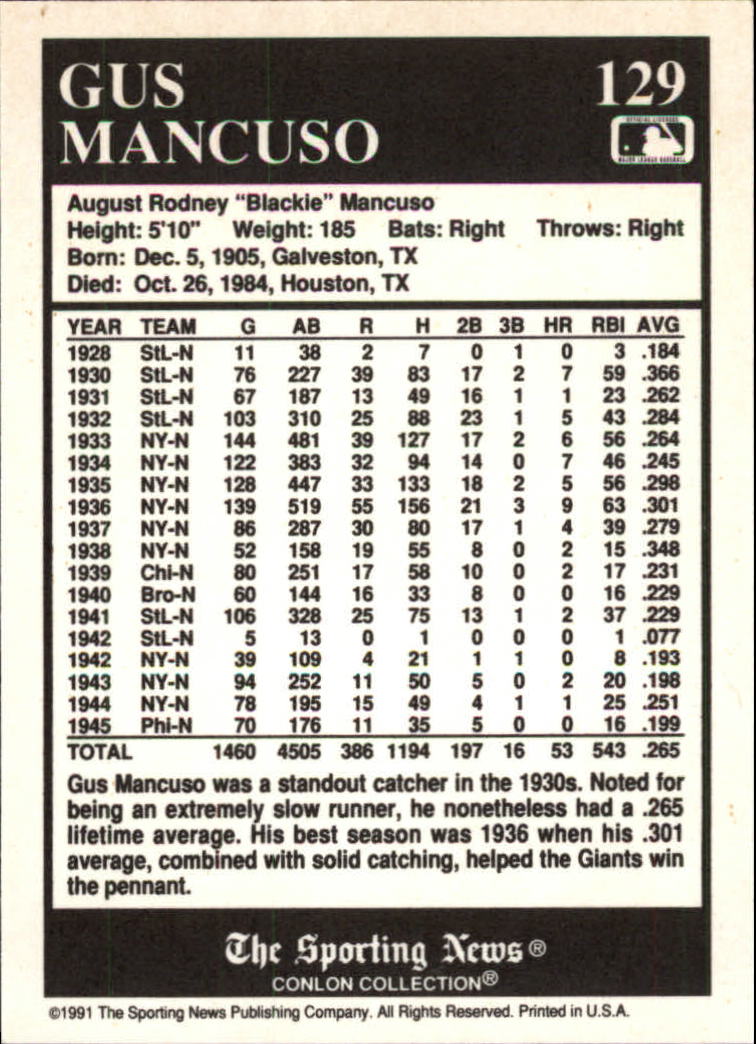 GUS 129
MANCUSO
OFFICIAL LICENSEE
MAJOR LEAGUE BASEBALL
August Rodney "Blackie" Mancuso
Height: 5'10" Weight: 185 Bats: Right Throws: Right
Born: Dec. 5, 1905, Galveston, TX
Died: Oct. 26, 1984, Houston, TX
YEAR TEAM G AB R H 2B 3B HR RBI AVG
1928 StL-N 11 38 2 7 0 1 0 3 .184
1930 StL-N 76 227 39 83 17 2 7 59 .366
1931 StL-N 67 187 13 49 16 1 1 23 .262
1932 StL-N 103 310 25 88 23 1 5 43 .284
1933 NY-N 144 481 39 127 17 2 6 56 .264
1934 NY-N 122 383 32 94 14 0 7 46 .245
1935 NY-N 128 447 33 133 18 2 5 56 .298
1936 NY-N 139 519 55 156 21 3 9 63 .301
1937 NY-N 86 287 30 80 17 1 4 39 .279
1938 NY-N 52 158 19 55 8 0 2 15 .348
1939 Chi-N 80 251 17 58 10 0 2 17 .231
1940 Bro-N 60 144 16 33 8 0 0 16 .229
1941 StL-N 106 328 25 75 13 1 2 37 .229
1942 StL-N 5 13 0 1 0 0 0 1 .077
1942 NY-N 39 109 4 21 1 1 0 8 .193
1943 NY-N 94 252 11 50 5 0 2 20 .198
1944 NY-N 78 195 15 49 4 1 1 25 .251
1945 Phi-N 70 176 11 35 5 0 0 16 .199
TOTAL 1460 4505 386 1194 197 16 53 543 .265
Gus Mancuso was a standout catcher in the 1930s. Noted for
being an extremely slow runner, he nonetheless had a .265
lifetime average. His best season was 1936 when his .301
average, combined with solid catching, helped the Giants win
the pennant.
The Sporting News®
CONLON COLLECTION®
©1991 The Sporting News Publishing Company. All Rights Reserved. Printed in U.S.A.